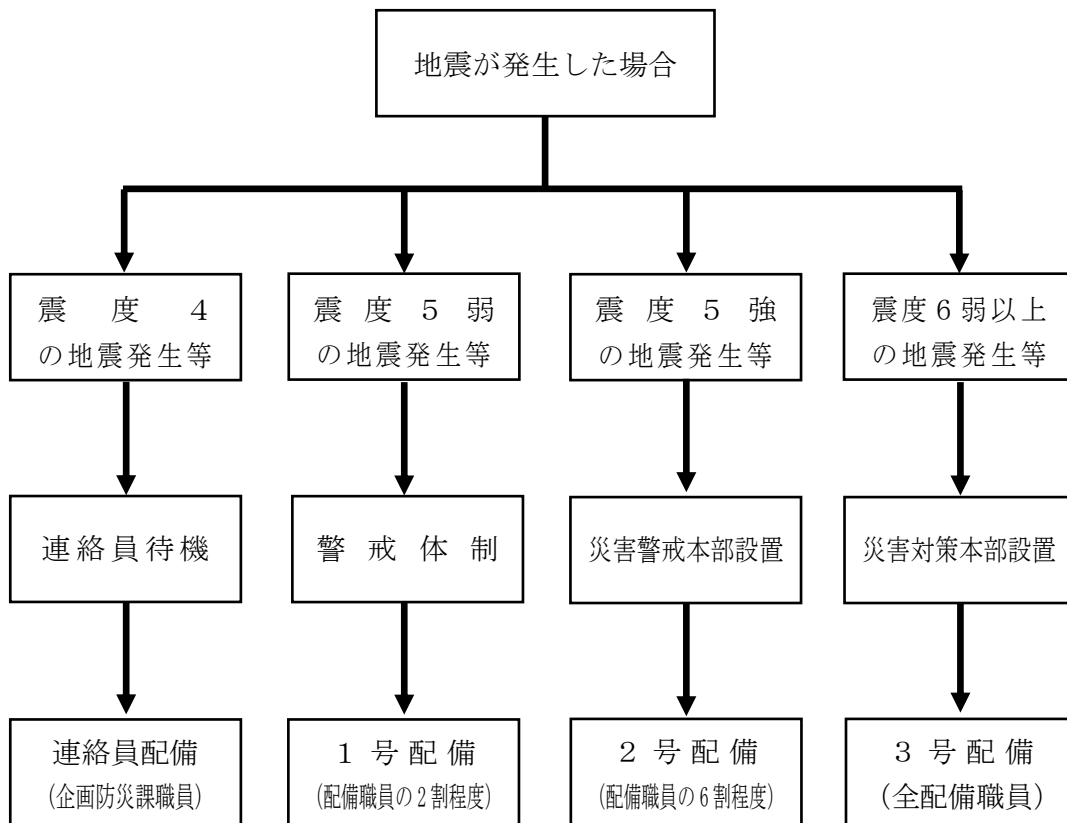 地震が発生した場合
震度４
の地震発生等
震度５弱
の地震発生等
震度５強
の地震発生等
震度６弱以上
の地震発生等
連絡員待機
警戒体制
災害警戒本部設置
災害対策本部設置
連絡員配備
(企画防災課職員)
１号配備
(配備職員の２割程度)
２号配備
(配備職員の６割程度)
３号配備
(全配備職員)